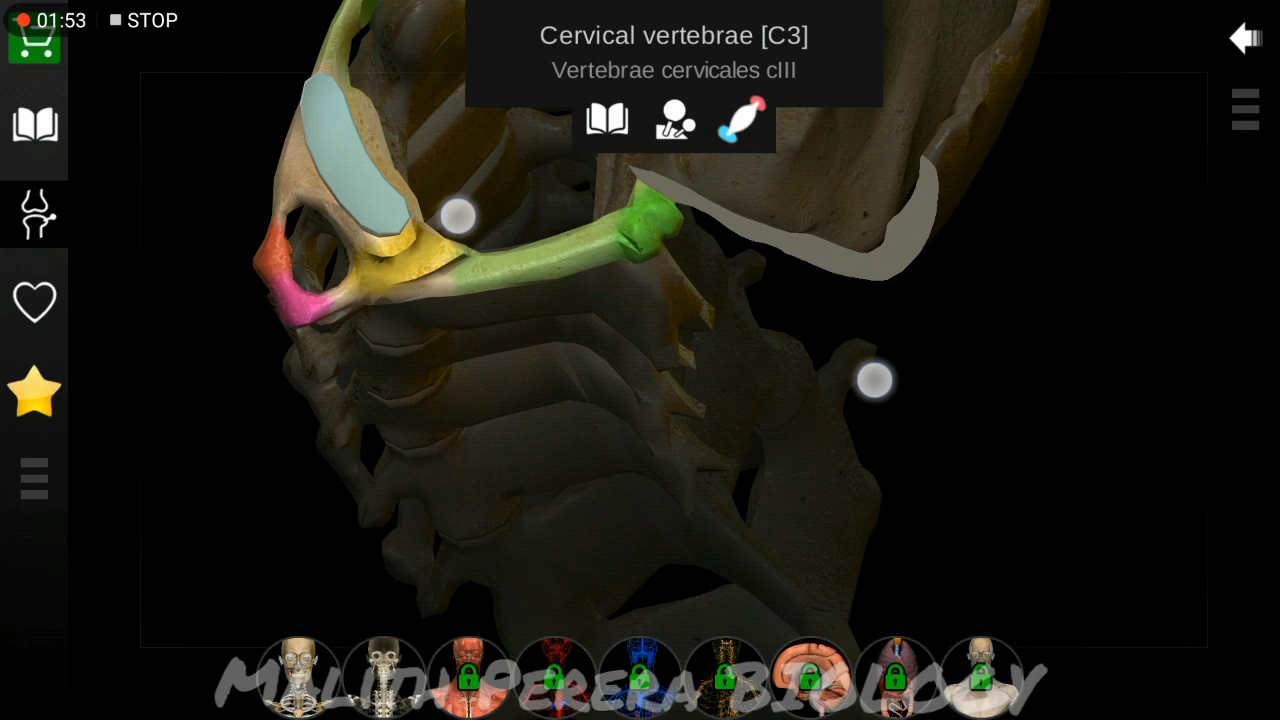 01:53
STOP
Cervical vertebrae [C3]
Vertebrae cervicales cIII
Malith Perera BIOLOGY